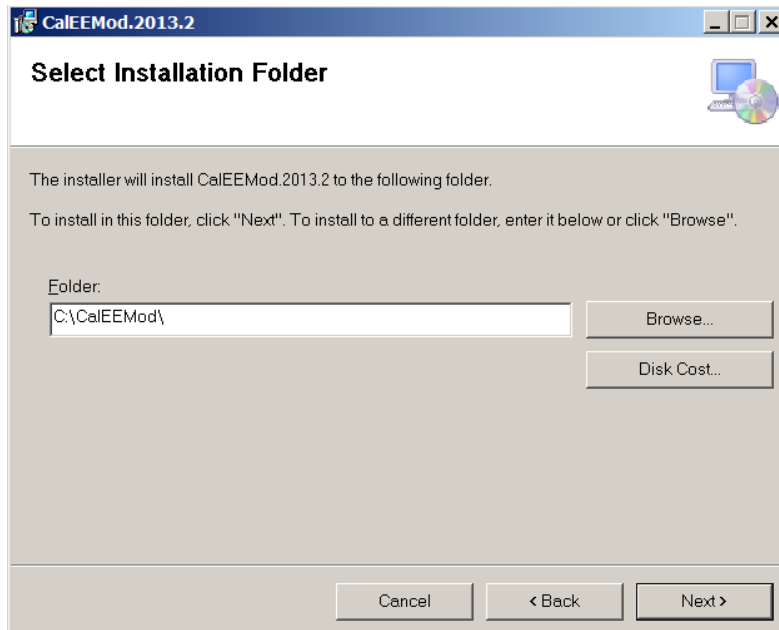 CalEEMod.2013.2
Select Installation Folder
The installer will install CalEEMod.2013.2 to the following folder.
To install in this folder, click "Next". To install to a different folder, enter it below or click "Browse".
Folder:
C:\CalEEMod\
Browse...
Disk Cost...
Cancel
< Back
Next >